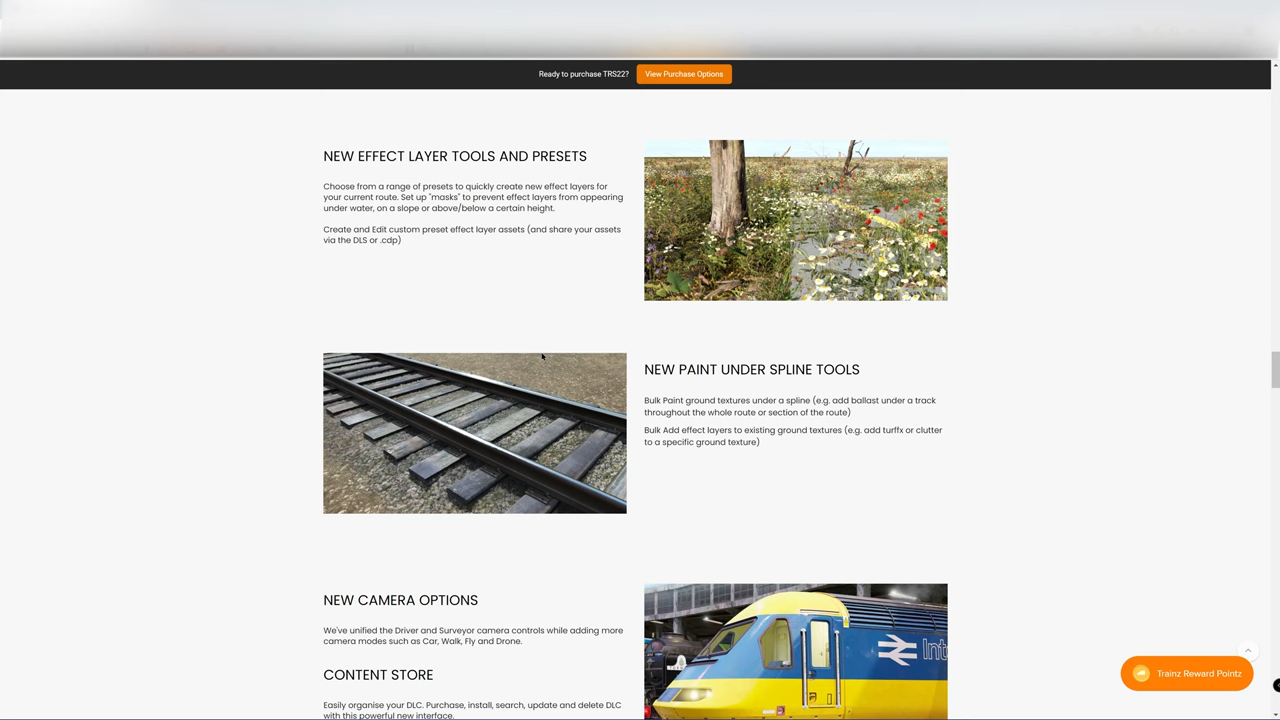 Ready to purchase TRS22? View Purchase Options
NEW EFFECT LAYER TOOLS AND PRESETS
Choose from a range of presets to quickly create new effect layers for
your current route. Set up "masks" to prevent effect layers from appearing
under water, on a slope or above/below a certain height.
Create and Edit custom preset effect layer assets (and share your assets
via the DLS or .cdp)
NEW PAINT UNDER SPLINE TOOLS
Bulk Paint ground textures under a spline (e.g. add ballast under a track
throughout the whole route or section of the route)
Bulk Add effect layers to existing ground textures (e.g. add turffx or clutter
to a specific ground texture)
NEW CAMERA OPTIONS
We've unified the Driver and Surveyor camera controls while adding more
camera modes such as Car, Walk, Fly and Drone.
CONTENT STORE
Easily organise your DLC. Purchase, install, search, update and delete DLC
with this powerful new interface.
Int
Trainz Reward Pointz